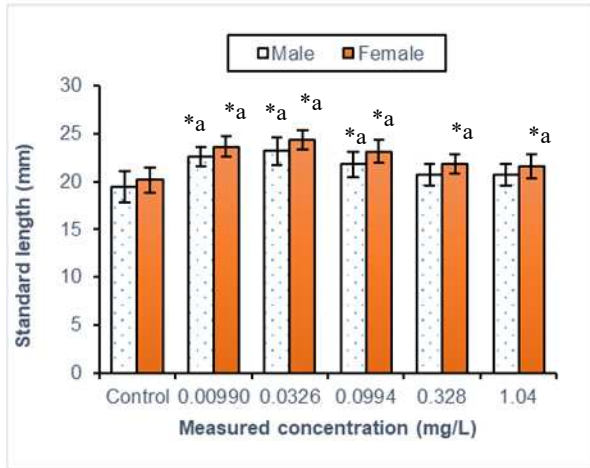 Male Female
30
25
20
15
10
5
0
Standard length (mm)
*a *a *a *a *a *a *a *a
Control 0.00990 0.0326 0.0994 0.328 1.04
Measured concentration (mg/L)